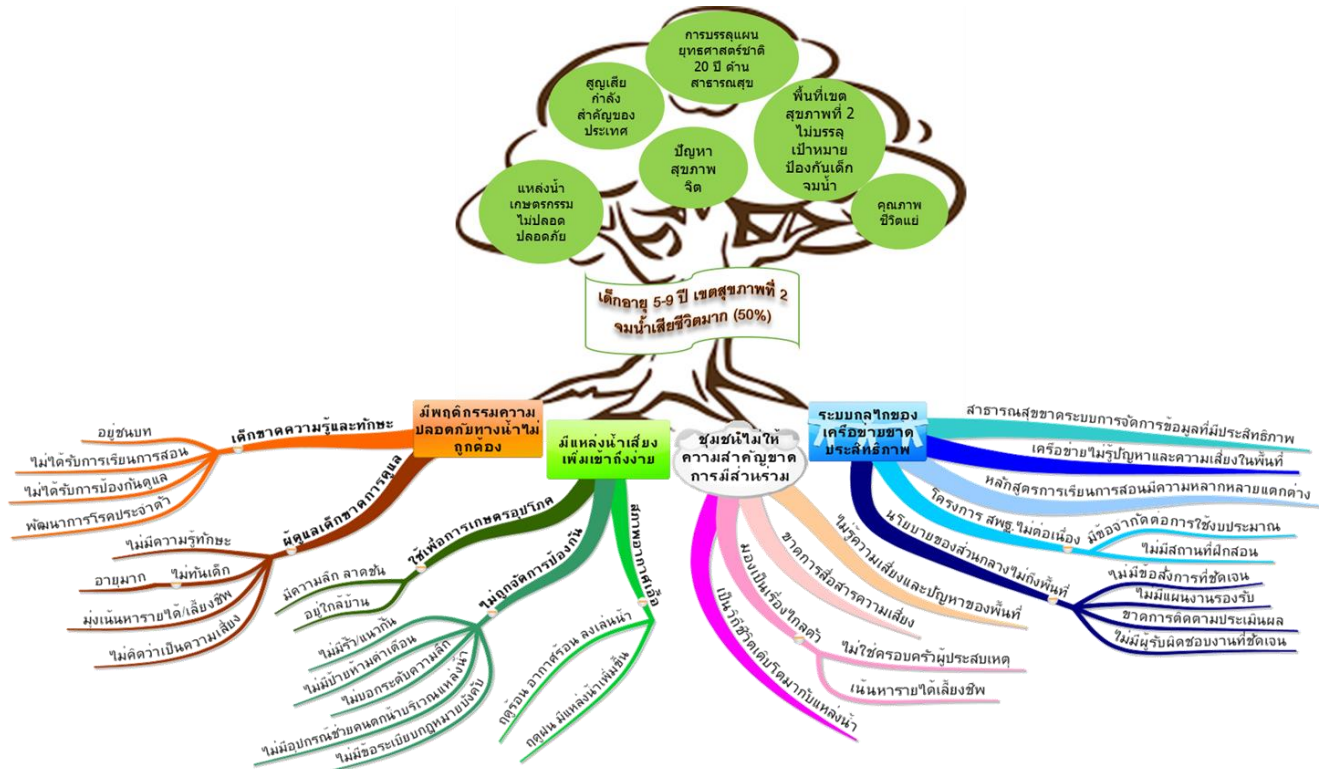 การบรรลุแผน
ยุทธศาสตร์ชาติ
20 ปี ด้าน
สาธารณสุข
สูญเสีย
กำลัง
สำคัญของ
ประเทศ
พื้นที่เขต
สุขภาพที่ 2
ไม่บรรลุ
เป้าหมาย
ป้องกันเด็ก
จมน้ำ
ปัญหา
สุขภาพ
จิต
แหล่งน้ำ
เกษตรกรรม
ไม่ปลอด
ปลอดภัย
คุณภาพ
ชีวิตแย่
เด็กอายุ 5-9 ปี เขตสุขภาพที่ 2
จมน้ำเสียชีวิตมาก (50%)
มีพฤติกรรมความ
ปลอดภัยทางน้ำไม่
ถูกต้อง
เด็กขาดความรู้และทักษะ
อยู่ชนบท
ไม่ได้รับการเรียนการสอน
ไม่ได้รับการป้องกันดูแล
พัฒนาการโรคประจำตัว
ผู้ดูแลเด็กขาดการดูแล
ไม่มีความรู้ทักษะ
ไม่ทันเด็ก
อายุมาก
มุ่งเน้นหารายได้/เลี้ยงชีพ
ไม่คิดว่าเป็นความเสี่ยง
มีแหล่งน้ำเสี่ยง
เพิ่มเข้าถึงง่าย
ใช้เพื่อการเกษตรอุปโภค
มีความลึก ลาดชัน
อยู่ใกล้บ้าน
ไม่ถูกจัดการป้องกัน
ไม่มีรั้ว/แนวกั้น
ไม่มีป้ายห้ามคำเตือน
ไม่บอกระดับความลึก
ไม่มีอุปกรณ์ช่วยคนตกน้ำบริเวณแหล่งน้ำ
ไม่มีข้อระเบียบกฎหมายบังคับ
สภาพอากาศเอื้อ
ฤดูร้อน อากาศร้อน ลงเล่นน้ำ
ฤดูฝน มีแหล่งน้ำเพิ่มขึ้น
ชุมชนไม่ให้
ความสำคัญขาด
การมีส่วนร่วม
ไม่รู้ความเสี่ยงและปัญหาของพื้นที่
ขาดการสื่อสารความเสี่ยง
มองเป็นเรื่องไกลตัว
ไม่ใช่ครอบครัวผู้ประสบเหตุ
เน้นหารายได้เลี้ยงชีพ
เป็นวิถีชีวิตเติบโตมากับแหล่งน้ำ
ระบบกลไกของ
เครือข่ายขาด
ประสิทธิภาพ
สาธารณสุขขาดระบบการจัดการข้อมูลที่มีประสิทธิภาพ
เครือข่ายไม่รู้ปัญหาและความเสี่ยงในพื้นที่
หลักสูตรการเรียนการสอนมีความหลากหลายแตกต่าง
โครงการ สพฐ.ไม่ต่อเนื่อง
มีข้อจำกัดต่อการใช้งบประมาณ
ไม่มีสถานที่ฝึกสอน
นโยบายของส่วนกลางไม่ถึงพื้นที่
ไม่มีข้อสั่งการที่ชัดเจน
ไม่มีแผนงานรองรับ
ขาดการติดตามประเมินผล
ไม่มีผู้รับผิดชอบงานที่ชัดเจน